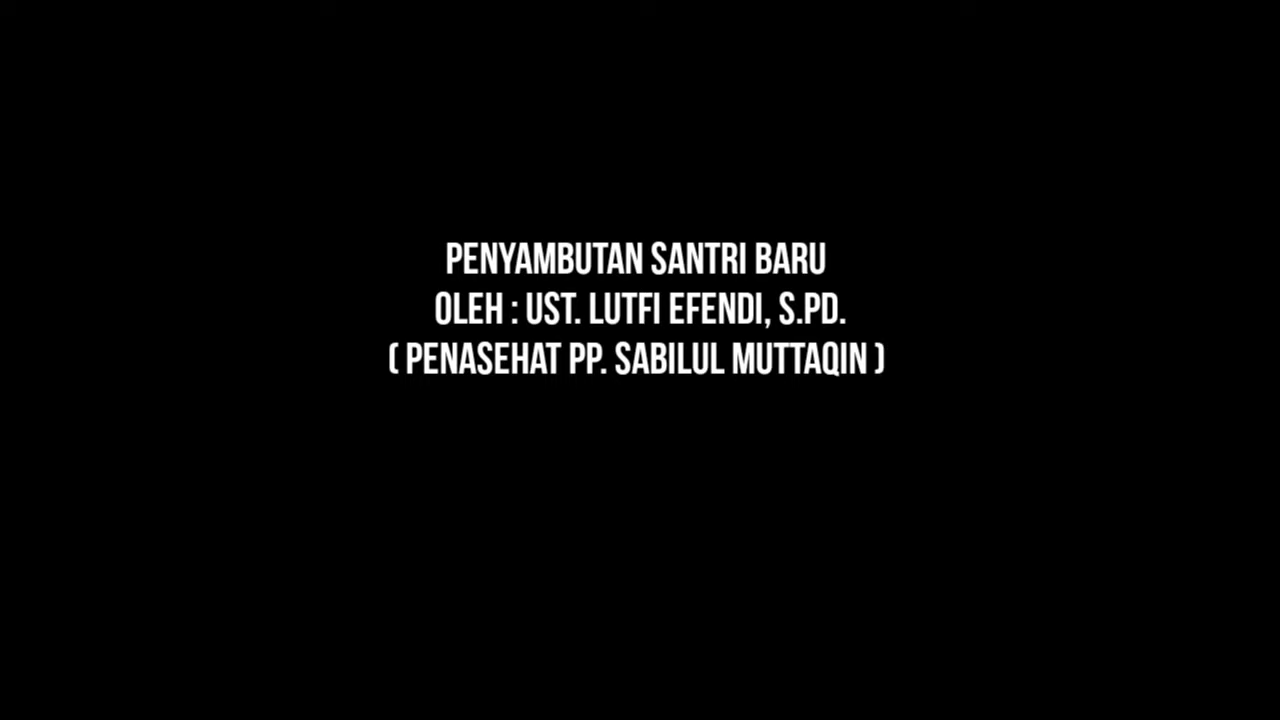 PENYAMBUTAN SANTRI BARU
OLEH : UST. LUTFI EFENDI, S.PD.
( PENASEHAT PP. SABILUL MUTTAQIN )